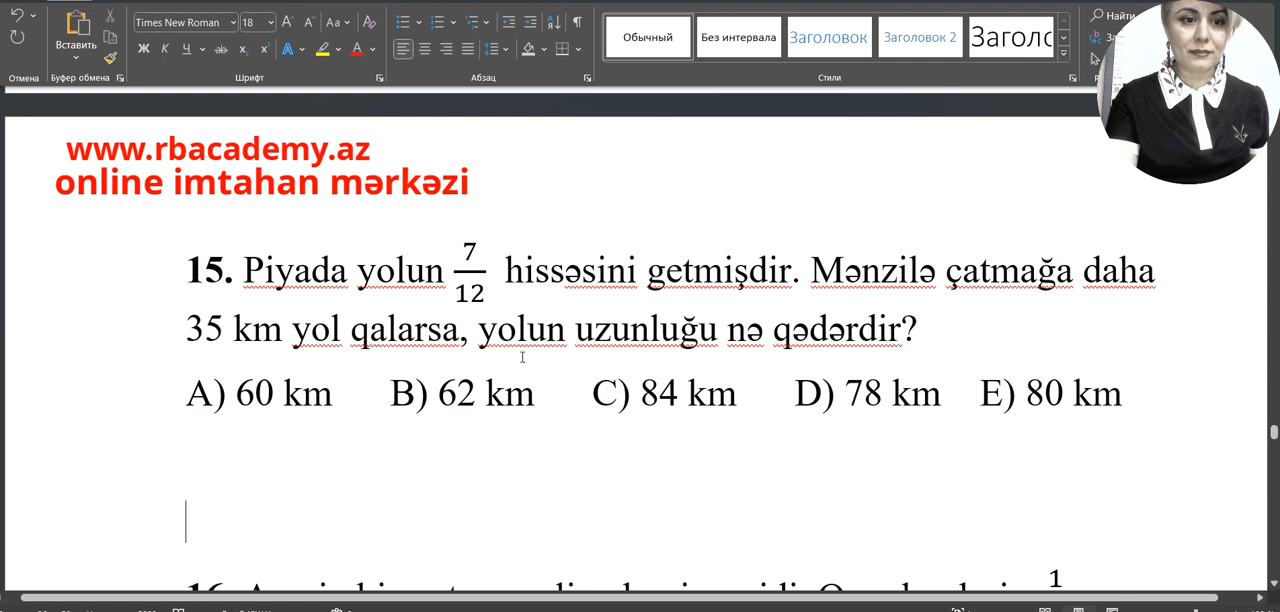 Times New Roman
18
Aa
Вставить
Ж К Ч ab x x A A
Отмена
Буфер обмена
Шрифт
Абзац
Стили
Обычный
Без интервала
Заголовок
Заголовок 2
Найти
www.rbacademy.az
online imtahan mərkəzi
15. Piyada yolun 7/12 hissəsini getmişdir. Mənzilə çatmağa daha
35 km yol qalarsa, yolun uzunluğu nə qədərdir?
A) 60 km B) 62 km C) 84 km D) 78 km E) 80 km